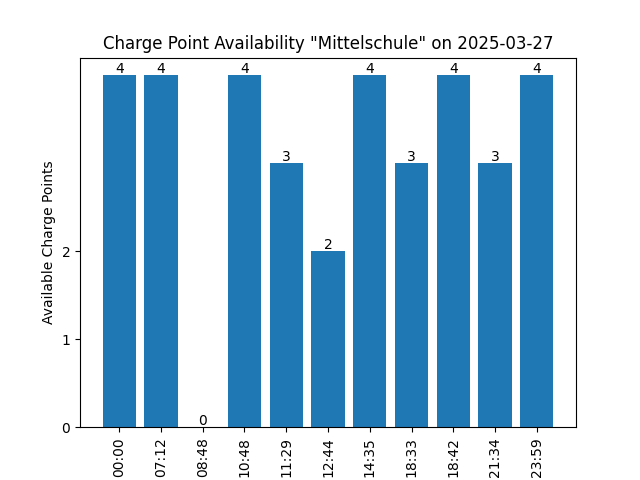 Charge Point Availability "Mittelschule" on 2025-03-27
4 4 0 4 3 2 4 3 4 3 4
Available Charge Points
2
1
0
00:00 07:12 08:48 10:48 11:29 12:44 14:35 18:33 18:42 21:34 23:59